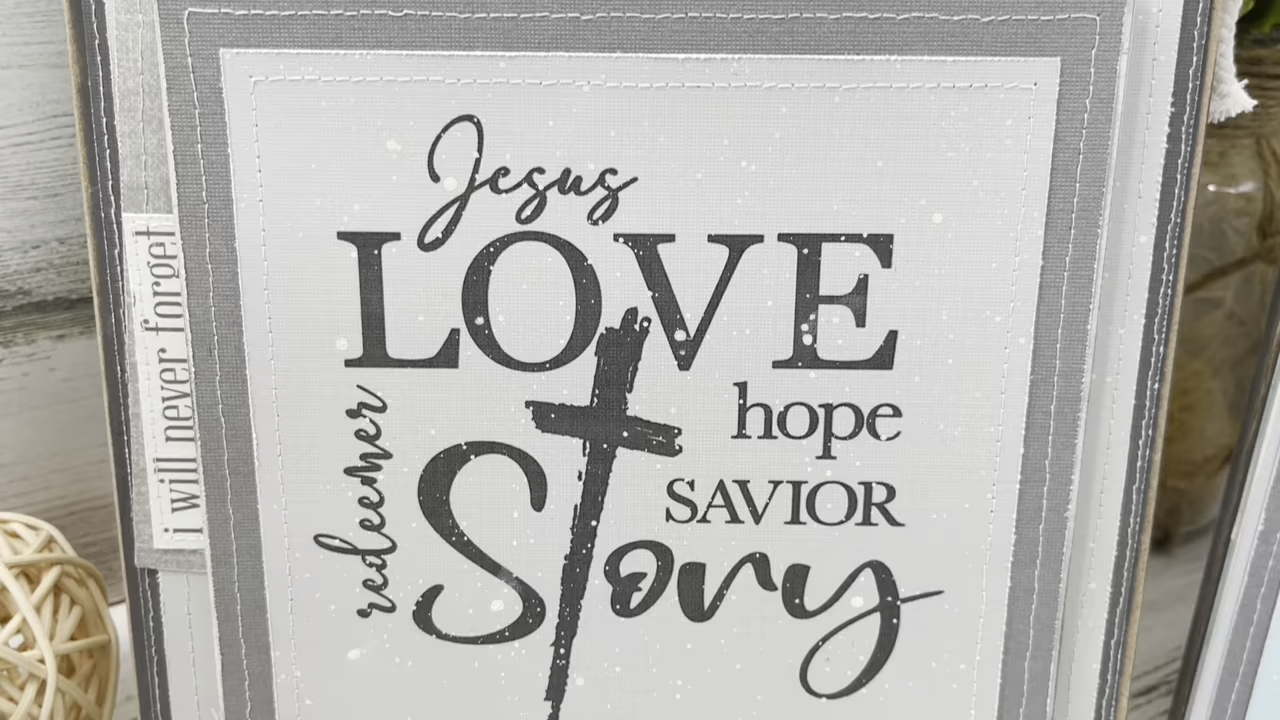 i will never forget
Jesus
LOVE
redeemer
hope
SAVIOR
Story